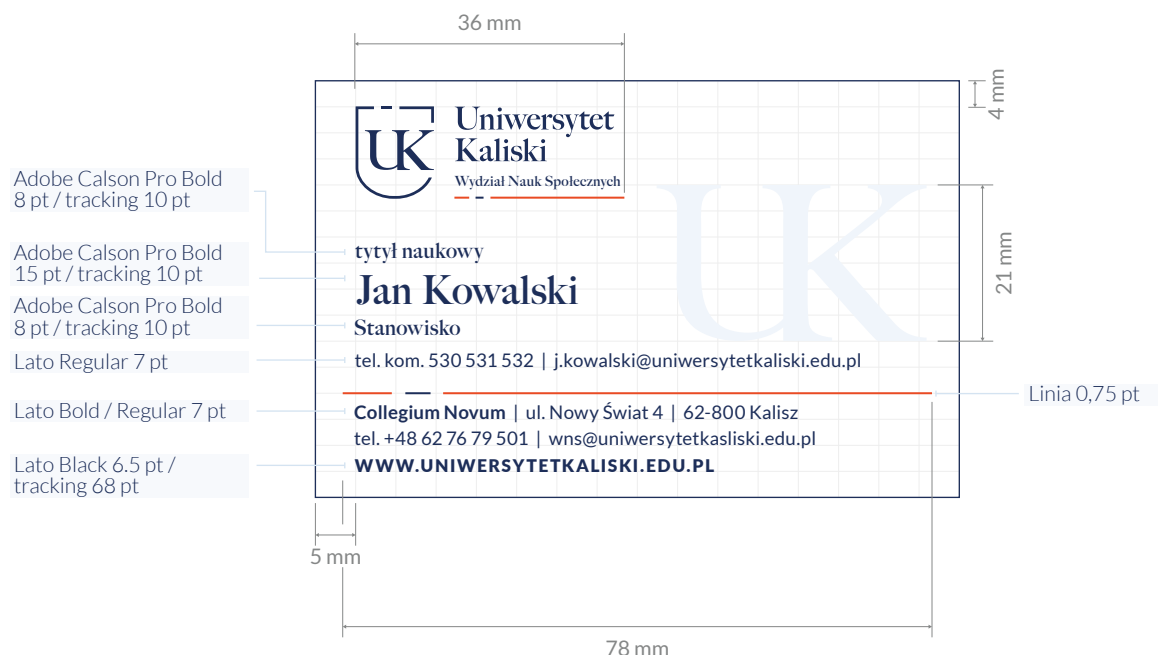 36 mm
4 mm
UK
Uniwersytet
Kaliski
Wydział Nauk Społecznych
UK
21 mm
Adobe Calson Pro Bold
8 pt / tracking 10 pt
tytył naukowy
Adobe Calson Pro Bold
15 pt / tracking 10 pt
Jan Kowalski
Adobe Calson Pro Bold
8 pt / tracking 10 pt
Stanowisko
Lato Regular 7 pt
tel. kom. 530 531 532 | j.kowalski@uniwersytetkaliski.edu.pl
Linia 0,75 pt
Lato Bold / Regular 7 pt
Collegium Novum | ul. Nowy Świat 4 | 62-800 Kalisz
tel. +48 62 76 79 501 | wns@uniwersytetkasliski.edu.pl
Lato Black 6.5 pt /
tracking 68 pt
WWW.UNIWERSYTETKALISKI.EDU.PL
5 mm
78 mm